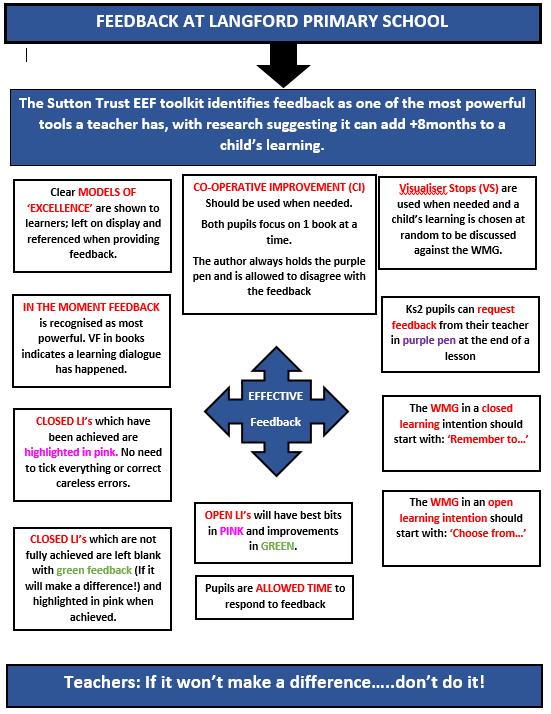 FEEDBACK AT LANGFORD PRIMARY SCHOOL
The Sutton Trust EEF toolkit identifies feedback as one of the most powerful
tools a teacher has, with research suggesting it can add +8months to a
child's learning.
Clear MODELS OF
'EXCELLENCE' are shown to
learners; left on display and
referenced when providing
feedback.
CO-OPERATIVE IMPROVEMENT (CI)
Should be used when needed.
Both pupils focus on 1 book at a
time.
The author always holds the purple
pen and is allowed to disagree with
the feedback
Visualiser Stops (VS) are
used when needed and a
child's learning is chosen at
random to be discussed
against the WMG.
IN THE MOMENT FEEDBACK
is recognised as most
powerful. VF in books
indicates a learning dialogue
has happened.
Ks2 pupils can request
feedback from their teacher
in purple pen at the end of a
lesson
EFFECTIVE
Feedback
CLOSED LI's which have
been achieved are
highlighted in pink. No need
to tick everything or correct
careless errors.
The WMG in a closed
learning intention should
start with: 'Remember to…'
OPEN LI's will have best bits
in PINK and improvements
in GREEN.
The WMG in an open
learning intention should
start with: 'Choose from…'
CLOSED LI's which are not
fully achieved are left blank
with green feedback (If it
will make a difference!) and
highlighted in pink when
achieved.
Pupils are ALLOWED TIME to
respond to feedback
Teachers: If it won't make a difference…..don't do it!